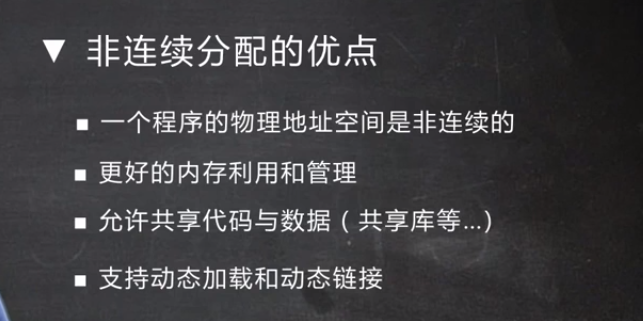 ▼ 非连续分配的优点
■ 一个程序的物理地址空间是非连续的
■ 更好的内存利用和管理
■ 允许共享代码与数据（共享库等...）
■ 支持动态加载和动态链接